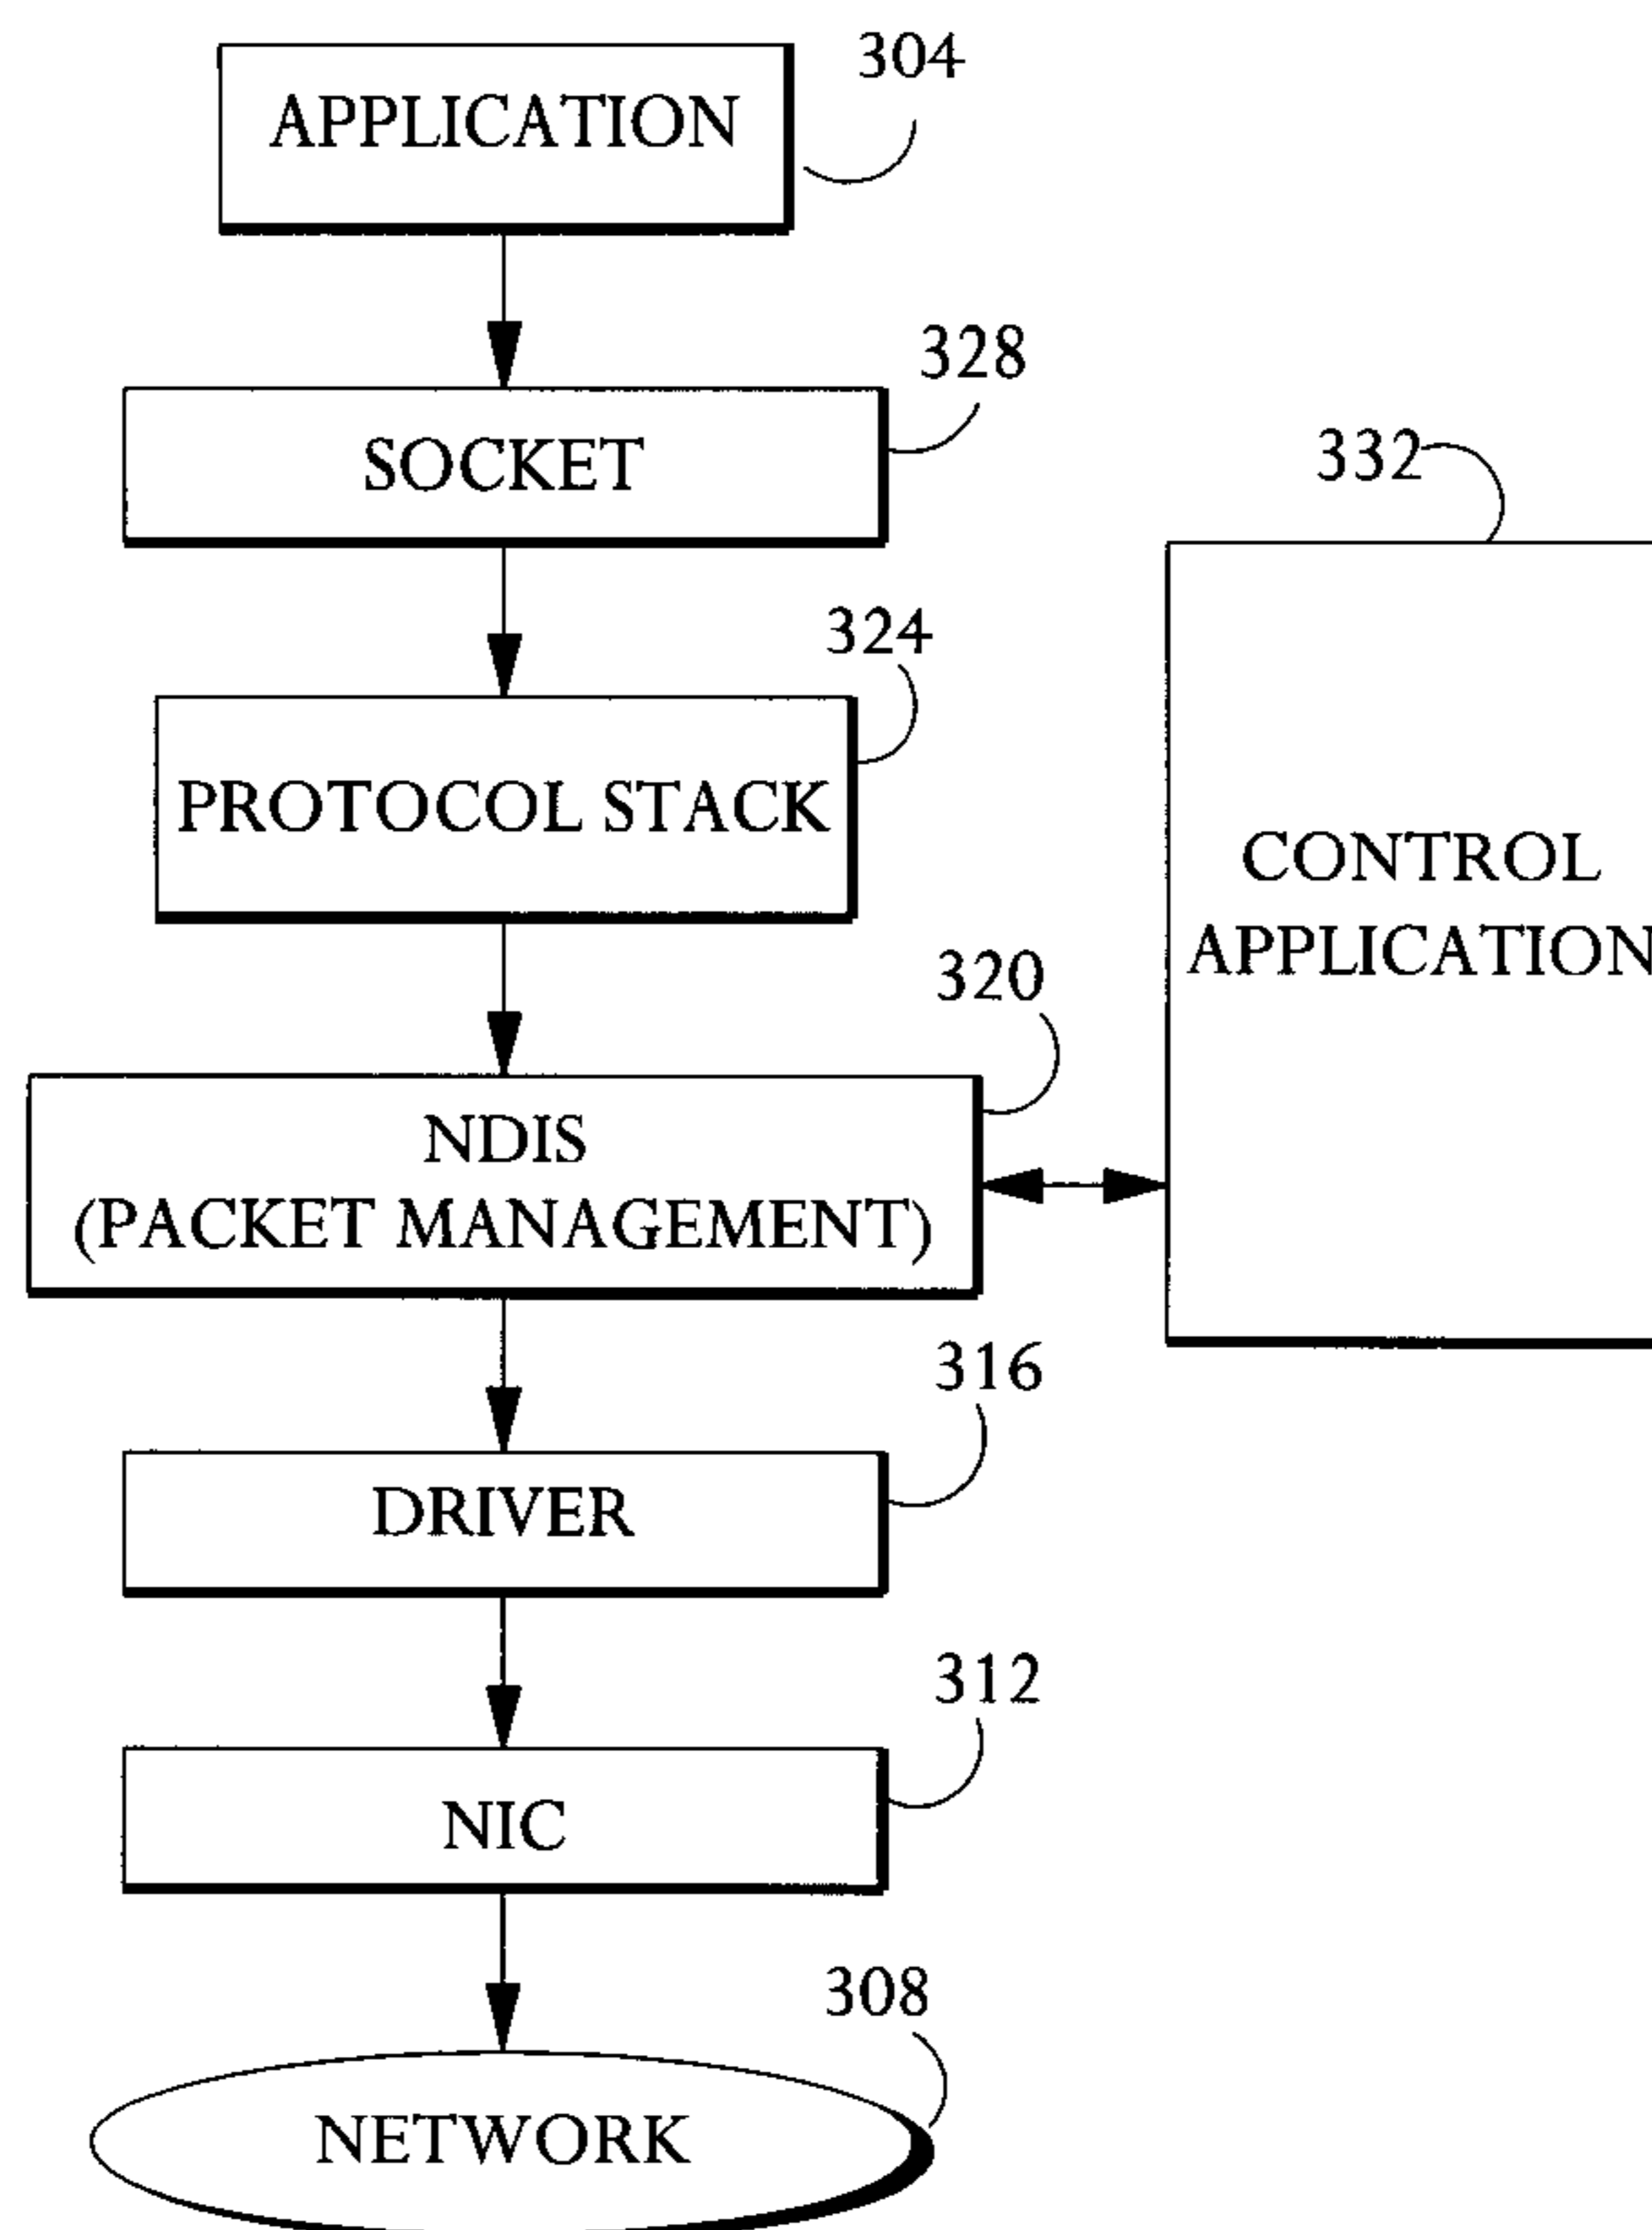 304
APPLICATION
328
SOCKET
332
324
PROTOCOL STACK
CONTROL
APPLICATION
320
NDIS
(PACKET MANAGEMENT)
316
DRIVER
312
NIC
308
NETWORK